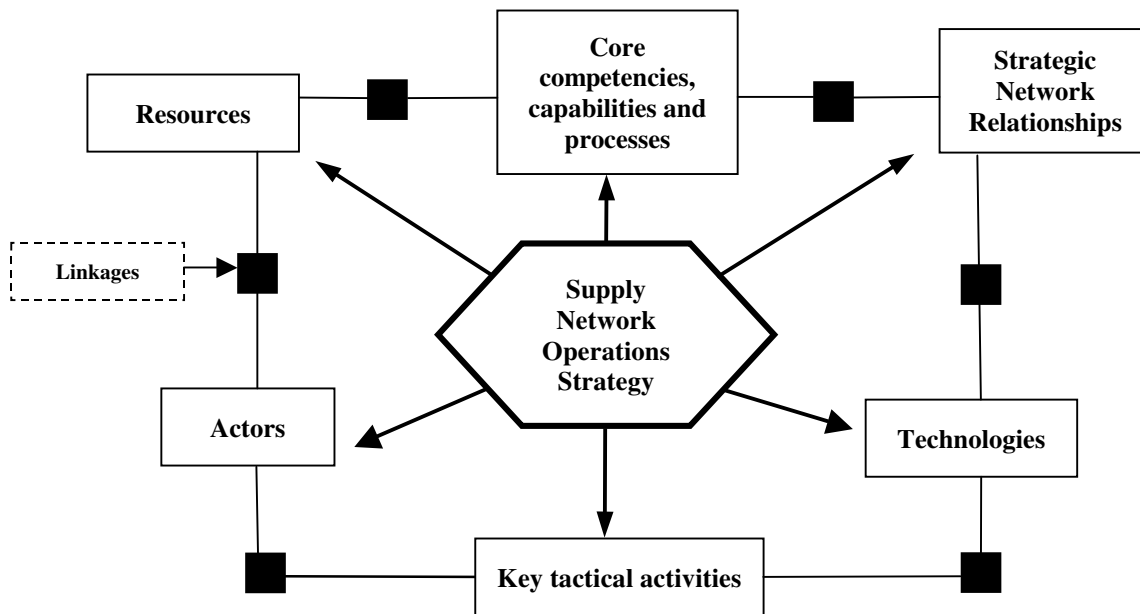 Core
competencies,
capabilities and
processes
Strategic
Network
Relationships
Resources
Linkages
Supply
Network
Operations
Strategy
Actors
Technologies
Key tactical activities